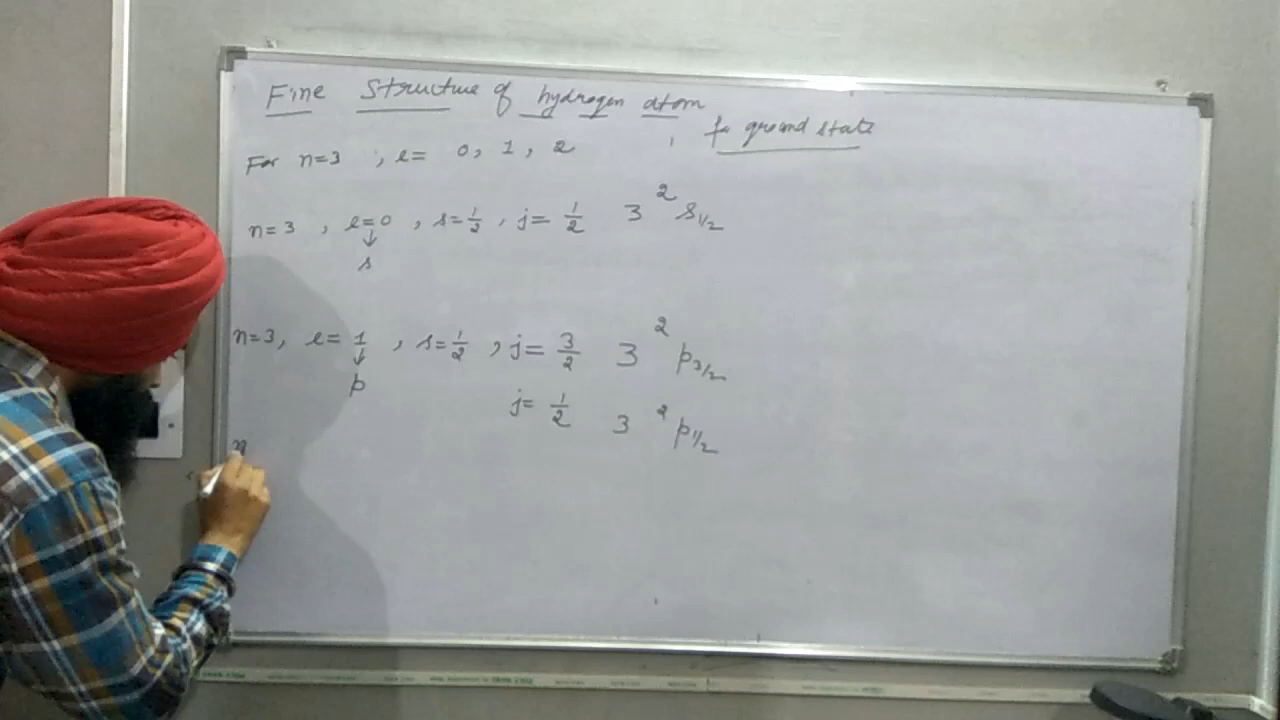 Fine Structure of hydrogen atom
, for ground state
For n=3 , l= 0, 1, 2
n=3 , l=0 , s=1/2 , j= 1/2 3 ²S1/2
↓
s
n=3, l= 1 , s=1/2 , j= 3/2 3 ²P3/2
↓
p
j= 1/2 3 ²P1/2
n